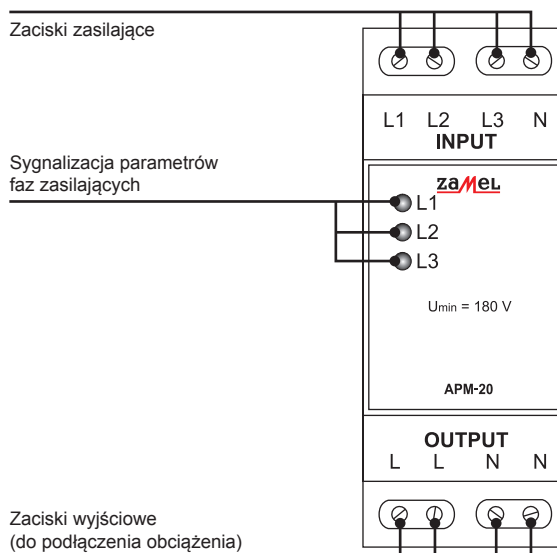 Zaciski zasilające
L1 L2 L3 N
INPUT
Sygnalizacja parametrów
faz zasilających
zaMeL
L1
L2
L3
Umin = 180 V
APM-20
OUTPUT
L L N N
Zaciski wyjściowe
(do podłączenia obciążenia)